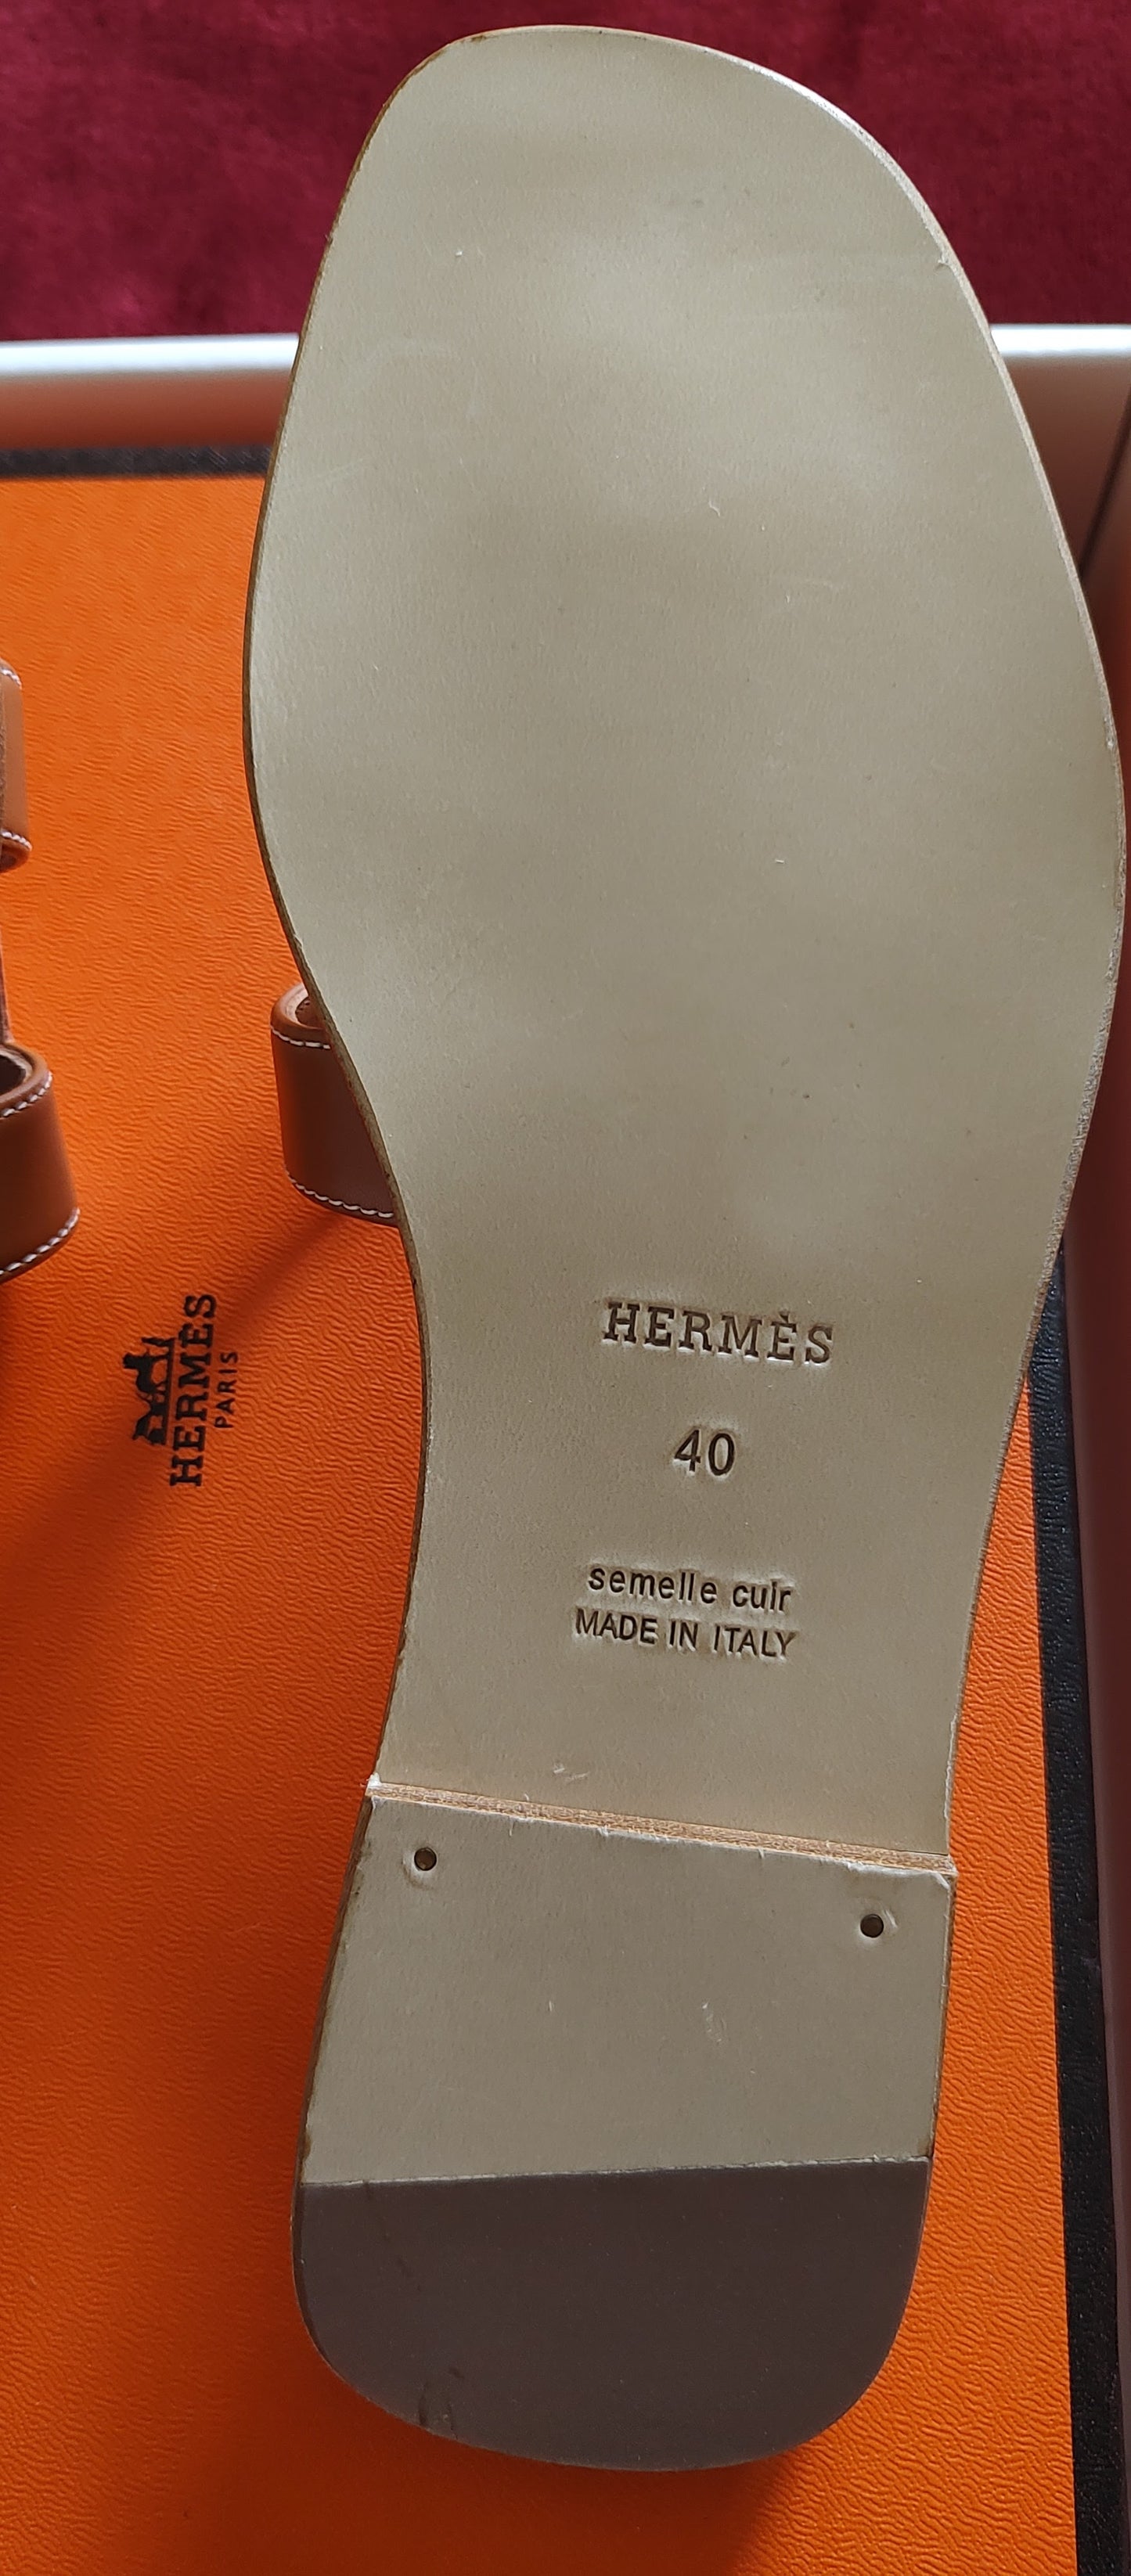 HERMÈS
40
semelle cuir
MADE IN ITALY
HERMÈS
PARIS